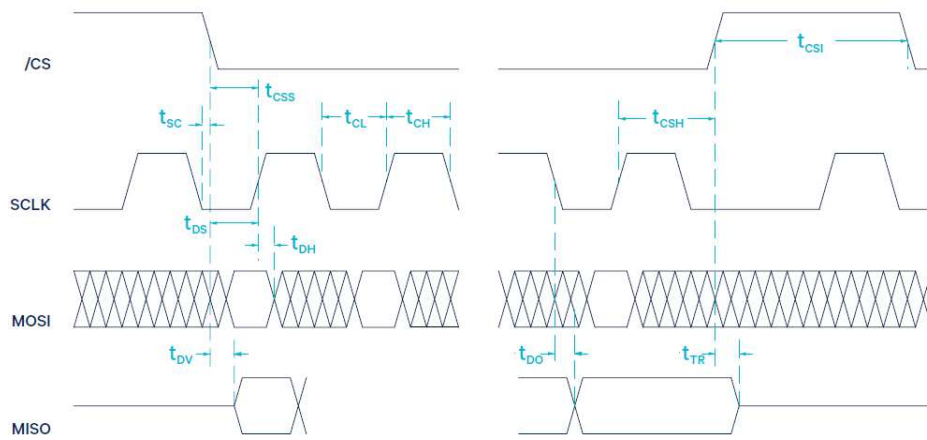 /CS
tCSI
tCSS
tSC
tCL
tCH
tCSH
SCLK
tDS
tDH
MOSI
tDV
tDO
tTR
MISO